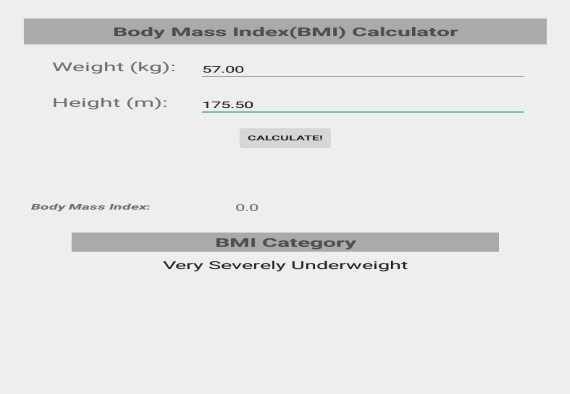 Body Mass Index(BMI) Calculator
Weight (kg): 57.00
Height (m): 175.50
CALCULATE!
Body Mass Index: 0.0
BMI Category
Very Severely Underweight